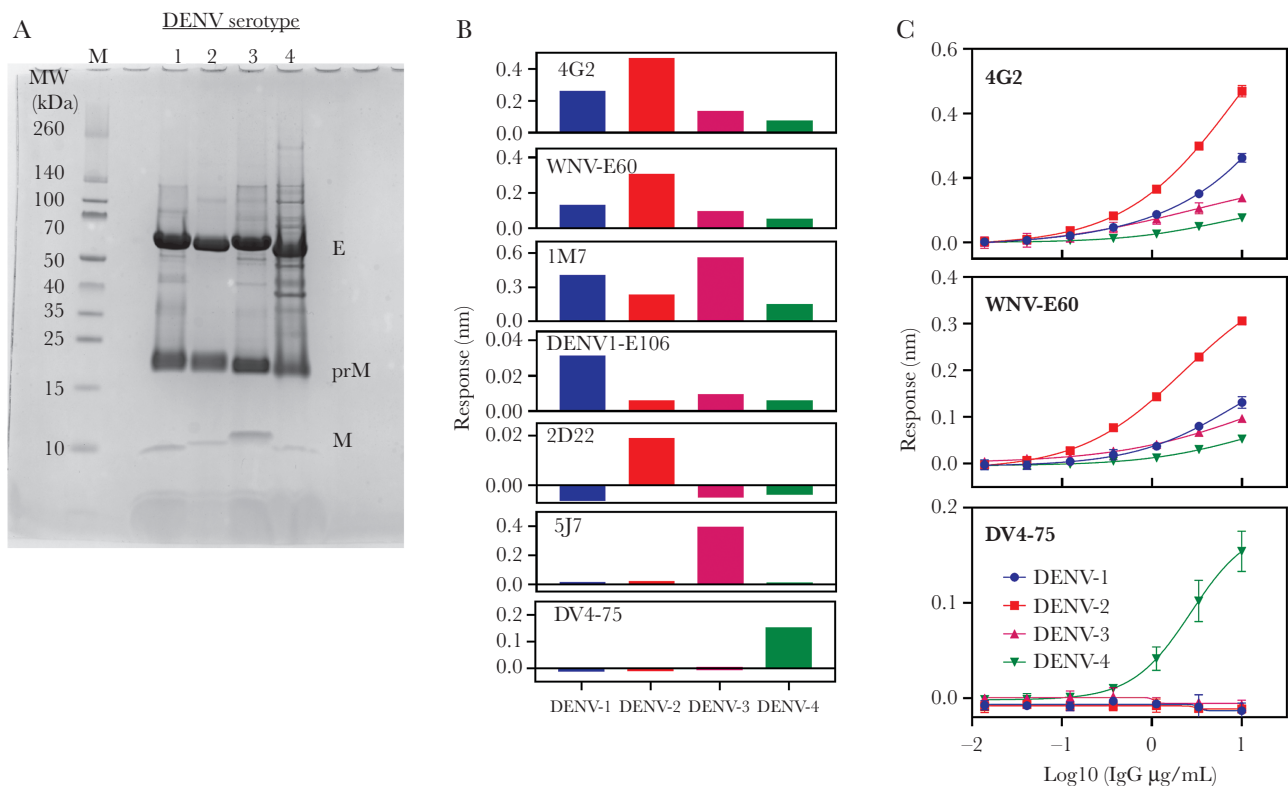 A
DENV serotype
M 1 2 3 4
MW
(kDa)
260
140
100
70
50
40
35
25
15
10
E
prM
M
B
Response (nm)
4G2
0.4
0.2
0.0
WNV-E60
0.4
0.2
0.0
1M7
0.6
0.3
0.0
DENV1-E106
0.04
0.02
0.00
2D22
0.02
0.00
5J7
0.4
0.2
0.0
DV4-75
0.2
0.1
0.0
DENV-1 DENV-2 DENV-3 DENV-4
C
Response (nm)
4G2
0.6
0.4
0.4
0.0
WNV-E60
0.4
0.3
0.1
0.0
DV4-75
0.2
0.1
0.0
DENV-1
DENV-2
DENV-3
DENV-4
−2 −1 0 1
Log10 (IgG μg/mL)